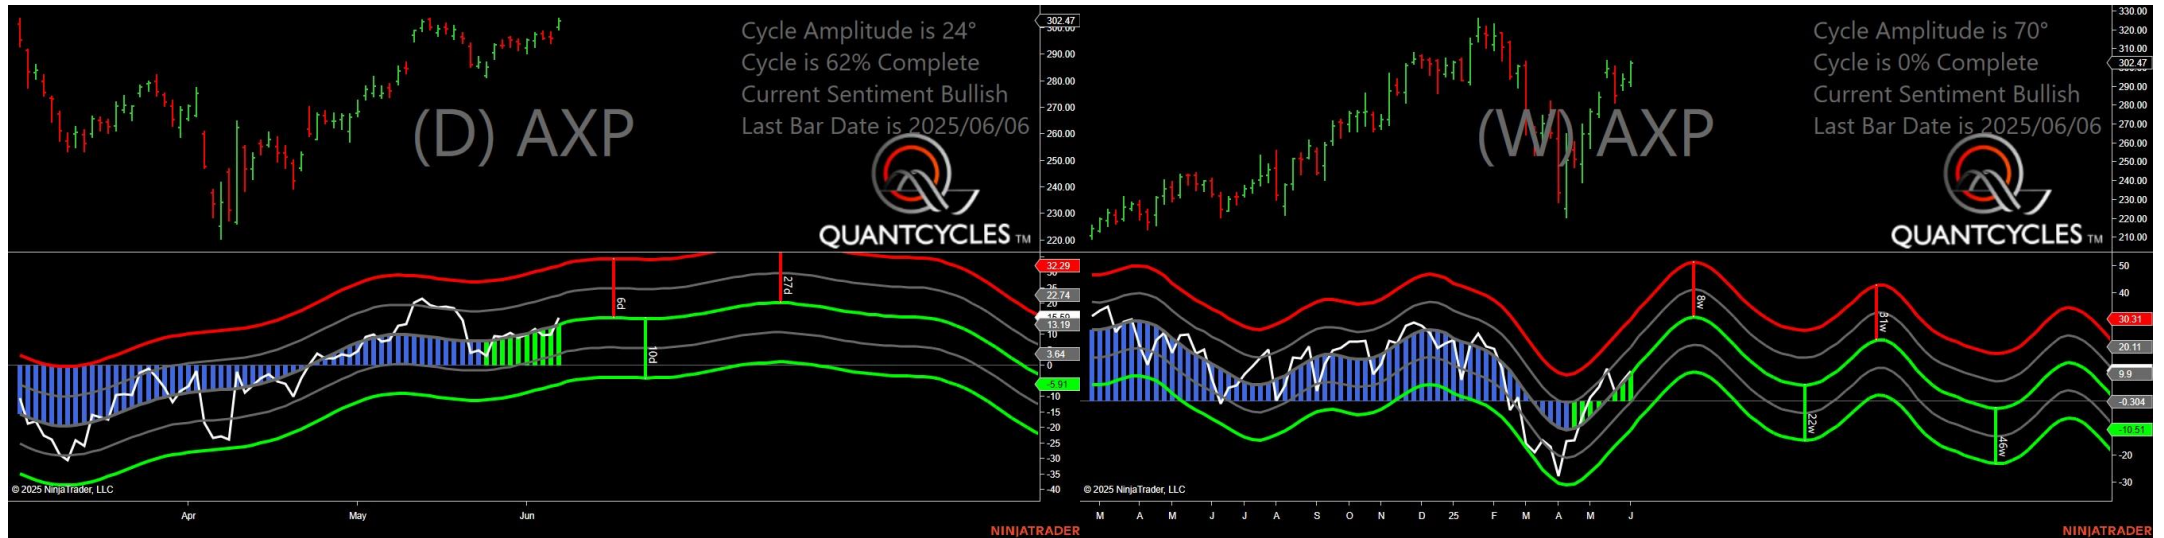 Cycle Amplitude is 24°
Cycle is 62% Complete
Current Sentiment Bullish
Last Bar Date is 2025/06/06
(D) AXP
QUANTCYCLES TM
302.47
300.00
290.00
280.00
270.00
260.00
250.00
240.00
230.00
220.00
32.29
22.74
20
13.19
10
3.64
0
-5.91
-10
-15
-20
-25
-30
-35
-40
6d
10d
27d
© 2025 NinjaTrader, LLC
Apr May Jun
NINJATRADER
Cycle Amplitude is 70°
Cycle is 0% Complete
Current Sentiment Bullish
Last Bar Date is 2025/06/06
(W) AXP
QUANTCYCLES TM
330.00
320.00
310.00
302.47
290.00
280.00
270.00
260.00
250.00
240.00
230.00
220.00
210.00
50
40
30.31
20.11
9.9
-0.304
-10.51
-20
-30
8w
22w
31w
46w
© 2025 NinjaTrader, LLC
M A M J J A S O N D 25 F M A M J
NINJATRADER